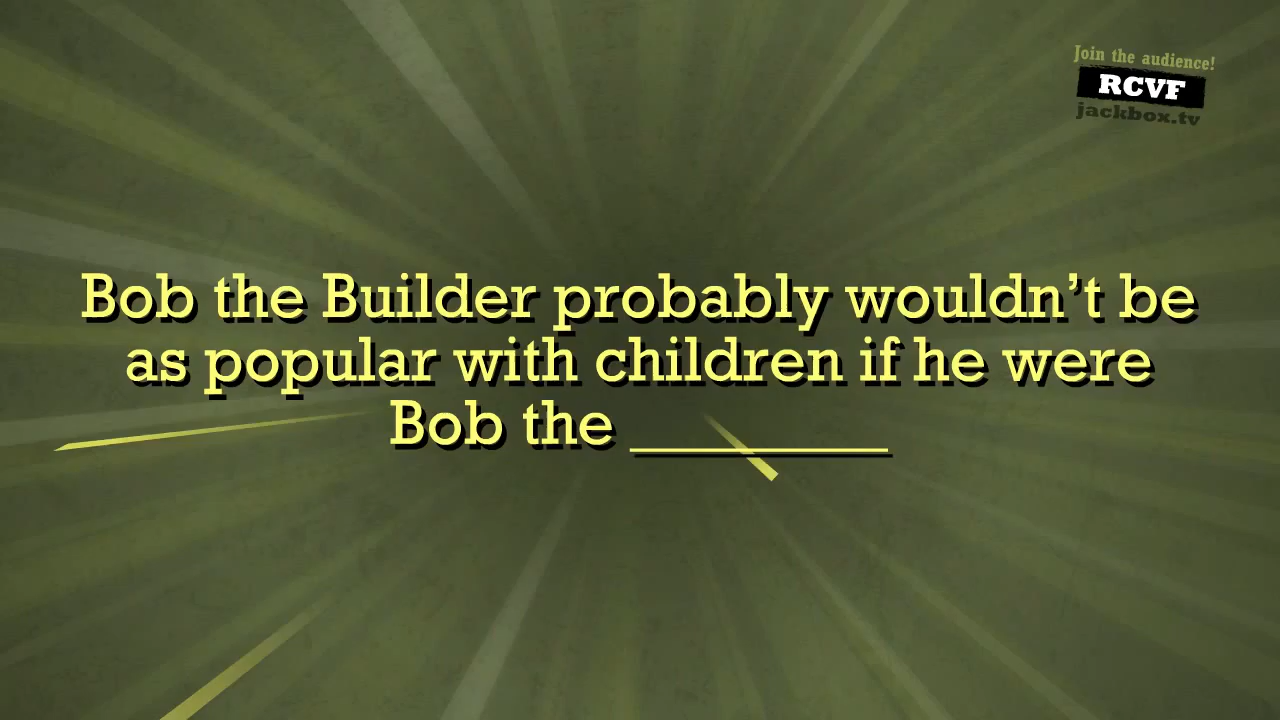 Join the audience!
RCVF
jackbox.tv
Bob the Builder probably wouldn’t be
as popular with children if he were
Bob the ________